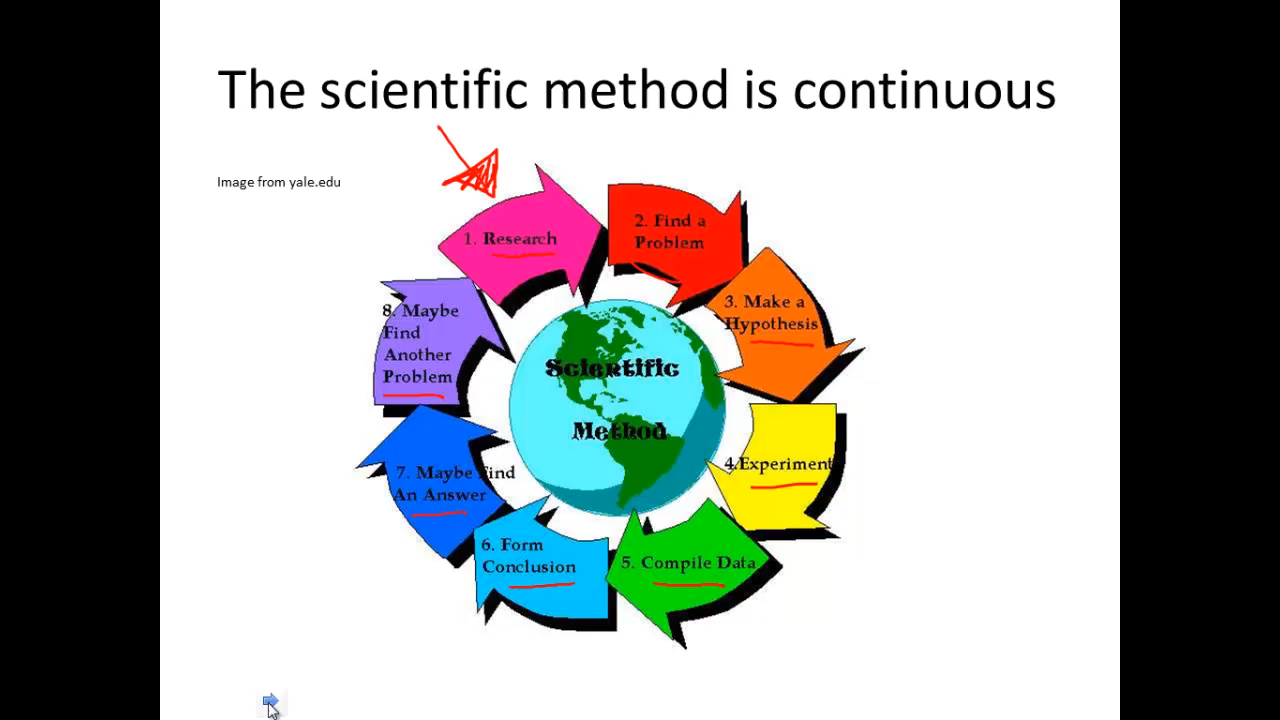 The scientific method is continuous
Image from yale.edu
1. Research
2. Find a
Problem
3. Make a
Hypothesis
4.Experiment
5. Compile Data
6. Form
Conclusion
7. Maybe Find
An Answer
8. Maybe
Find
Another
Problem
Scientific
Method